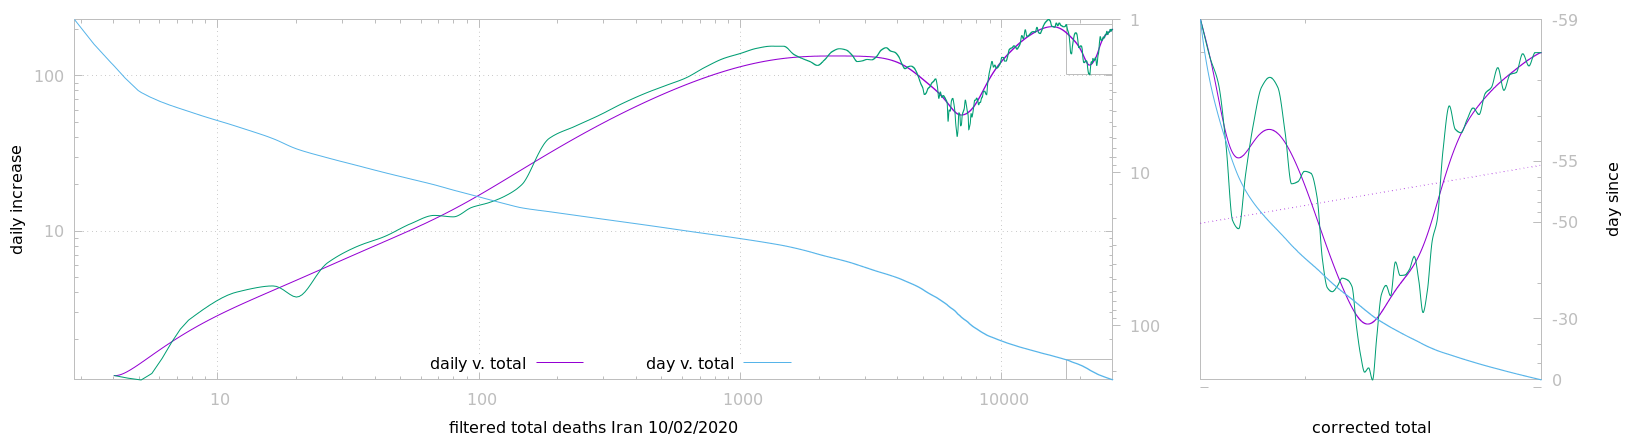 daily increase
100
10
10
100
1000
10000
1
10
100
daily v. total
day v. total
filtered total deaths Iran 10/02/2020
-59
-55
-50
-30
0
day since
corrected total